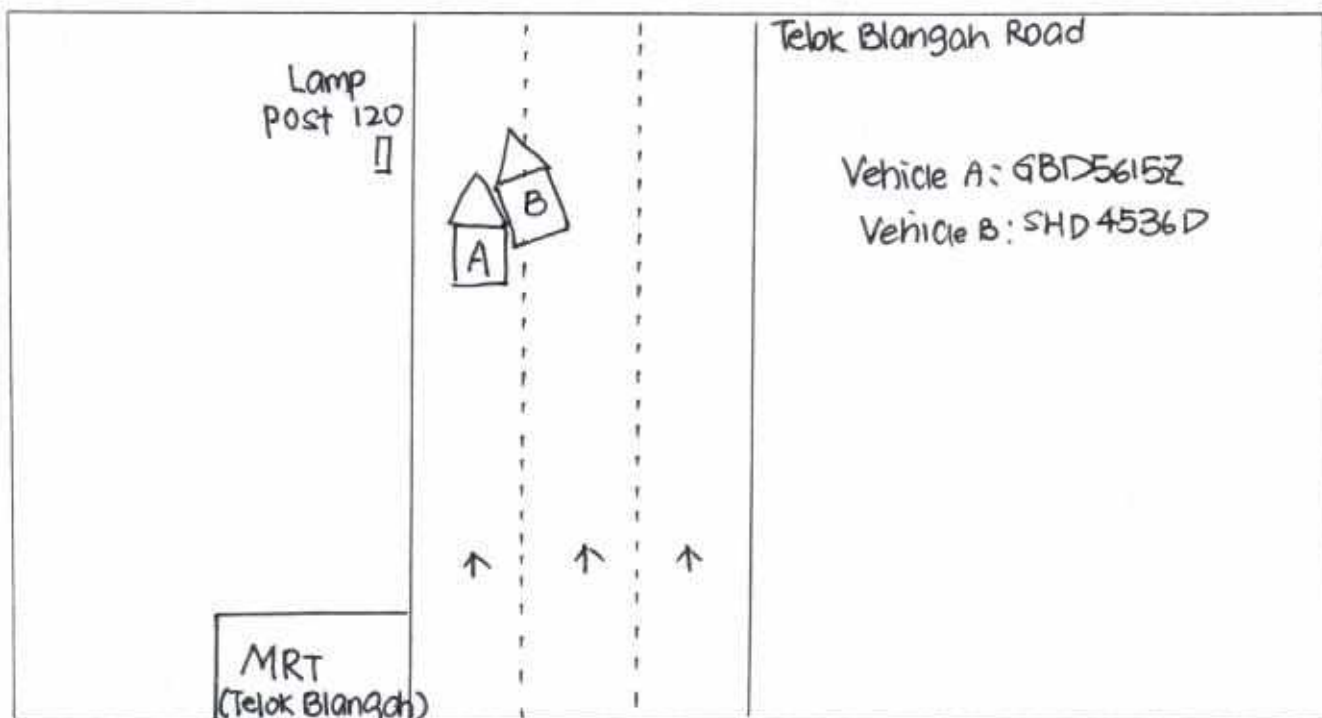 Telok Blangah Road
Lamp
Post 120
Vehicle A: GBD5615Z
Vehicle B: SHD4536D
B
A
MRT
(Telok Blangah)